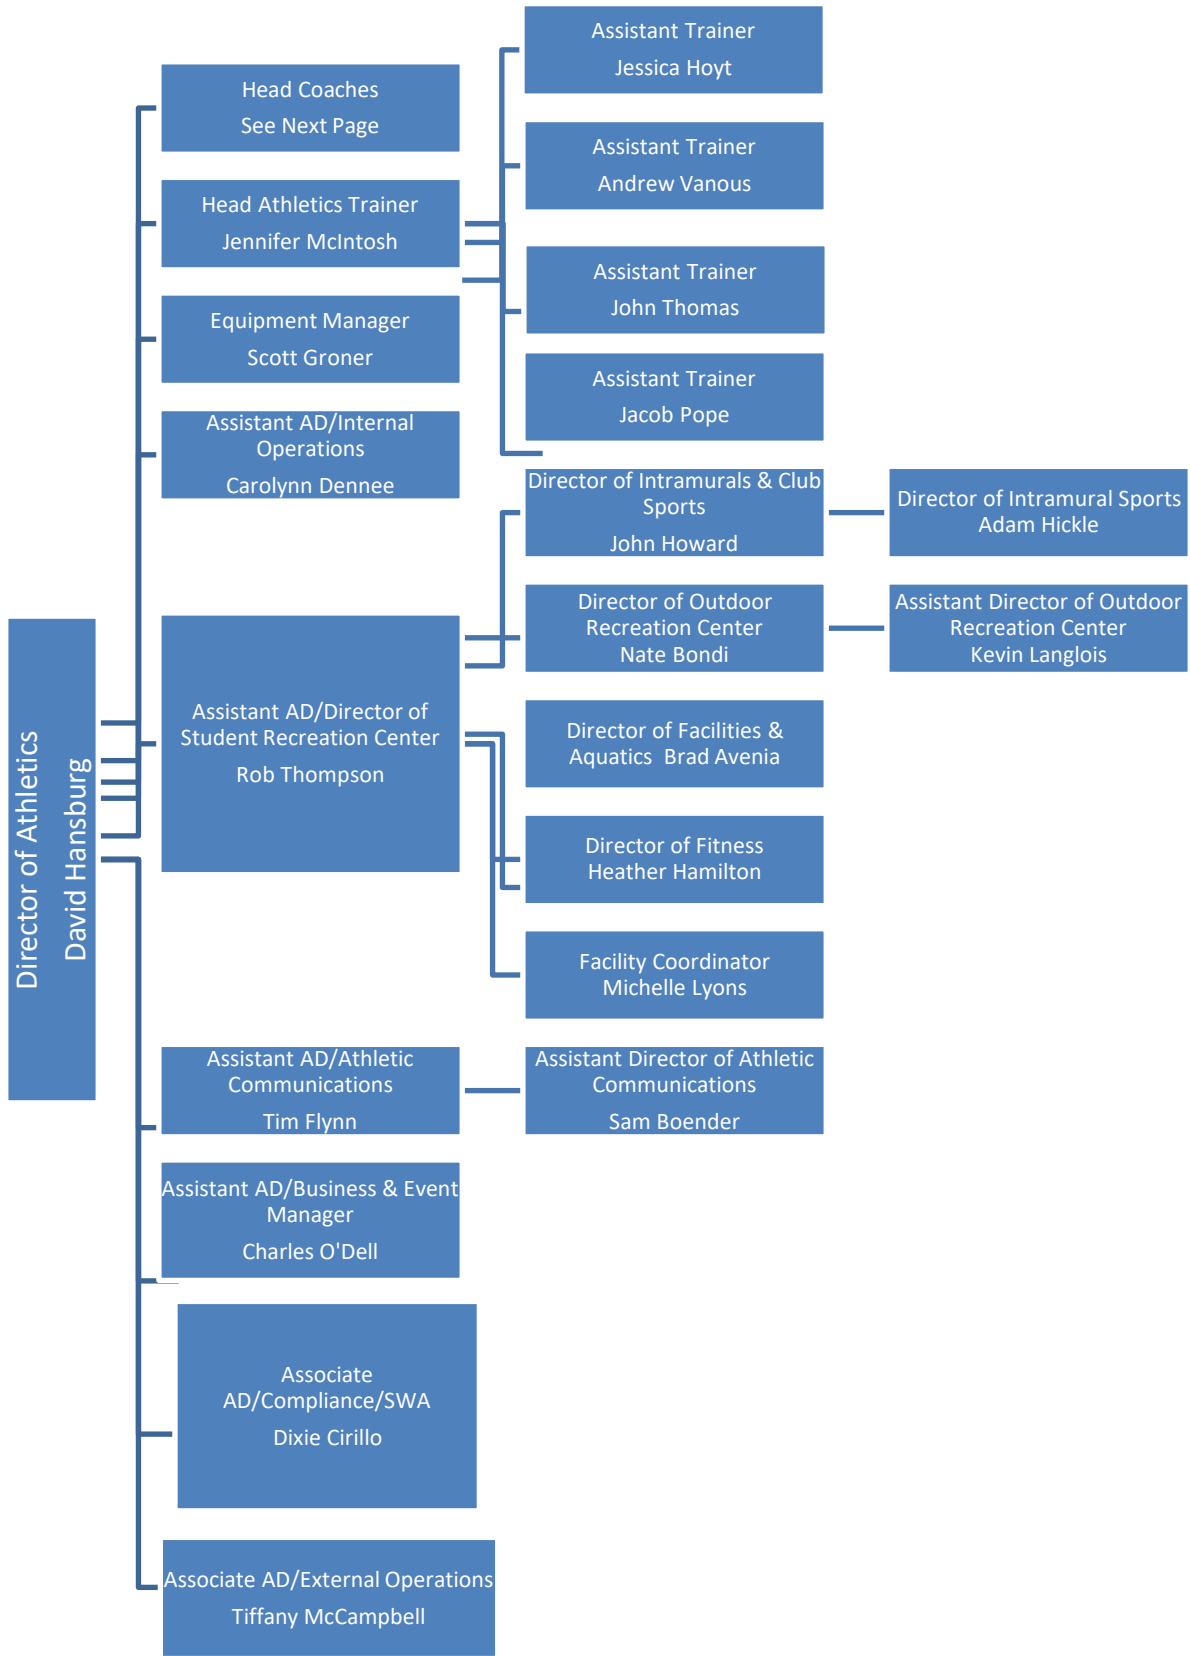 Director of Athletics
David Hansburg
Head Coaches
See Next Page
Head Athletics Trainer
Jennifer McIntosh
Assistant Trainer
Jessica Hoyt
Assistant Trainer
Andrew Vanous
Assistant Trainer
John Thomas
Assistant Trainer
Jacob Pope
Equipment Manager
Scott Groner
Assistant AD/Internal
Operations
Carolynn Dennee
Assistant AD/Director of
Student Recreation Center
Rob Thompson
Director of Intramurals & Club
Sports
John Howard
Director of Intramural Sports
Adam Hickle
Director of Outdoor
Recreation Center
Nate Bondi
Assistant Director of Outdoor
Recreation Center
Kevin Langlois
Director of Facilities &
Aquatics  Brad Avenia
Director of Fitness
Heather Hamilton
Facility Coordinator
Michelle Lyons
Assistant AD/Athletic
Communications
Tim Flynn
Assistant Director of Athletic
Communications
Sam Boender
Assistant AD/Business & Event
Manager
Charles O'Dell
Associate
AD/Compliance/SWA
Dixie Cirillo
Associate AD/External Operations
Tiffany McCampbell